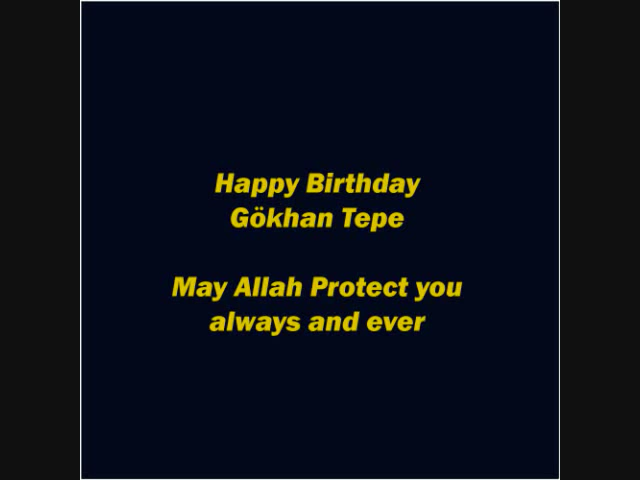 Happy Birthday
Gökhan Tepe
May Allah Protect you
always and ever